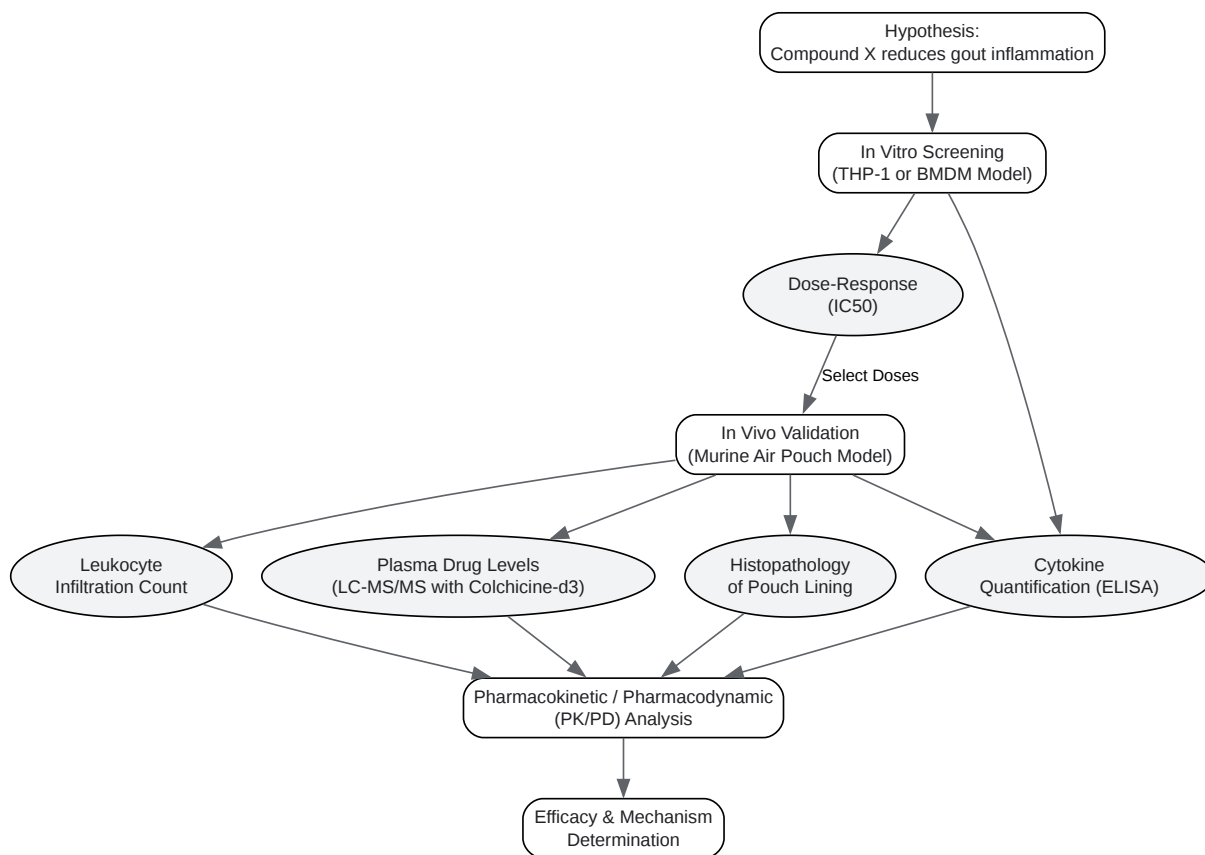 Hypothesis:
Compound X reduces gout inflammation
In Vitro Screening
(THP-1 or BMDM Model)
Dose-Response
(IC50)
Select Doses
In Vivo Validation
(Murine Air Pouch Model)
Leukocyte
Infiltration Count
Plasma Drug Levels
(LC-MS/MS with Colchicine-d3)
Histopathology
of Pouch Lining
Cytokine
Quantification (ELISA)
Pharmacokinetic / Pharmacodynamic
(PK/PD) Analysis
Efficacy & Mechanism
Determination